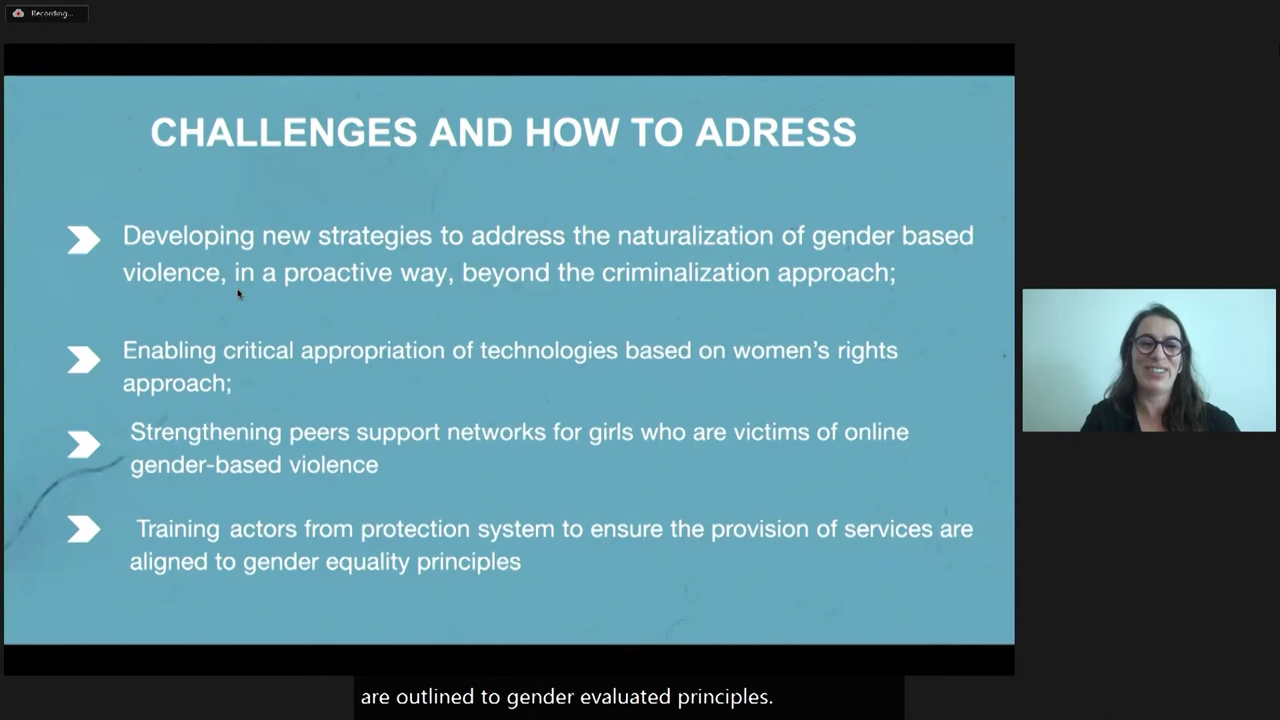 Recording...
CHALLENGES AND HOW TO ADRESS
Developing new strategies to address the naturalization of gender based
violence, in a proactive way, beyond the criminalization approach;
Enabling critical appropriation of technologies based on women’s rights
approach;
Strengthening peers support networks for girls who are victims of online
gender-based violence
Training actors from protection system to ensure the provision of services are
aligned to gender equality principles
are outlined to gender evaluated principles.